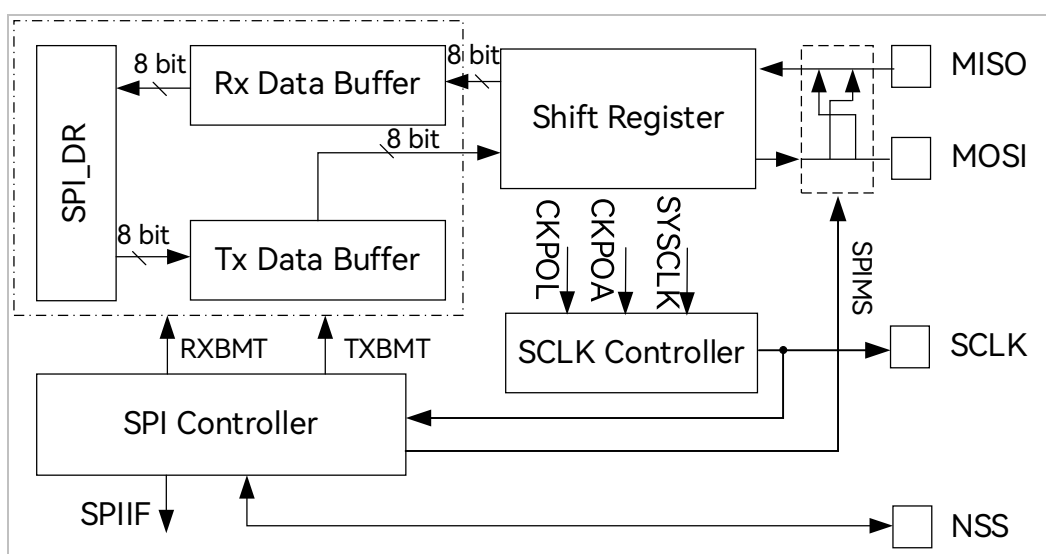 8 bit
Rx Data Buffer
8 bit
Shift Register
MISO
8 bit
MOSI
SPI_DR
8 bit
Tx Data Buffer
CKPOL
CKPOA
SYSCLK
SPIMS
RXBMT
TXBMT
SCLK Controller
SCLK
SPI Controller
SPIIF
NSS